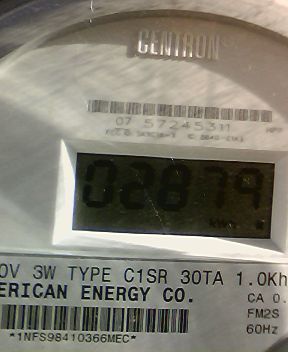 CENTRON
07 57245311
02879
kWh
0V 3W TYPE C1SR 30TA 1.0Kh
ERICAN ENERGY CO.
CA 0.
FM2S
60Hz
*1NFS98410366MEC*